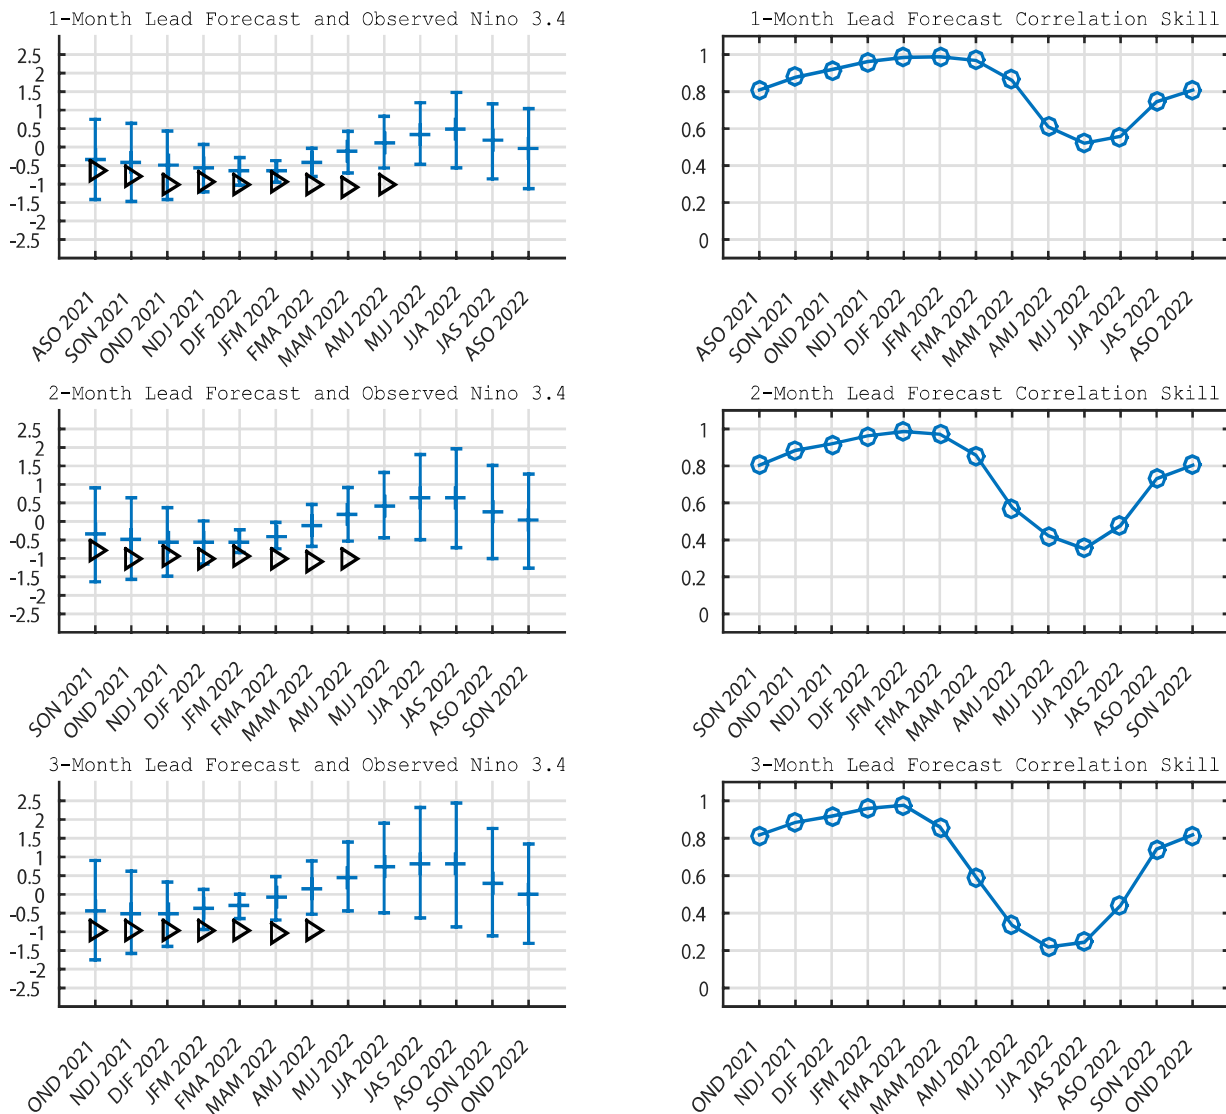 1-Month Lead Forecast and Observed Nino 3.4
2.5
2
1.5
1
0.5
0
-0.5
-1
-1.5
-2
-2.5
ASO 2021
SON 2021
OND 2021
NDJ 2021
DJF 2022
JFM 2022
FMA 2022
MAM 2022
AMJ 2022
MJJ 2022
JJA 2022
JAS 2022
ASO 2022
1-Month Lead Forecast Correlation Skill
1
0.8
0.6
0.4
0.2
0
ASO 2021
SON 2021
OND 2021
NDJ 2021
DJF 2022
JFM 2022
FMA 2022
MAM 2022
AMJ 2022
MJJ 2022
JJA 2022
JAS 2022
ASO 2022
2-Month Lead Forecast and Observed Nino 3.4
2.5
2
1.5
1
0.5
0
-0.5
-1
-1.5
-2
-2.5
SON 2021
OND 2021
NDJ 2021
DJF 2022
JFM 2022
FMA 2022
MAM 2022
AMJ 2022
MJJ 2022
JJA 2022
JAS 2022
ASO 2022
SON 2022
2-Month Lead Forecast Correlation Skill
1
0.8
0.6
0.4
0.2
0
SON 2021
OND 2021
NDJ 2021
DJF 2022
JFM 2022
FMA 2022
MAM 2022
AMJ 2022
MJJ 2022
JJA 2022
JAS 2022
ASO 2022
SON 2022
3-Month Lead Forecast and Observed Nino 3.4
2.5
2
1.5
1
0.5
0
-0.5
-1
-1.5
-2
-2.5
OND 2021
NDJ 2021
DJF 2022
JFM 2022
FMA 2022
MAM 2022
AMJ 2022
MJJ 2022
JJA 2022
JAS 2022
ASO 2022
SON 2022
OND 2022
3-Month Lead Forecast Correlation Skill
1
0.8
0.6
0.4
0.2
0
OND 2021
NDJ 2021
DJF 2022
JFM 2022
FMA 2022
MAM 2022
AMJ 2022
MJJ 2022
JJA 2022
JAS 2022
ASO 2022
SON 2022
OND 2022